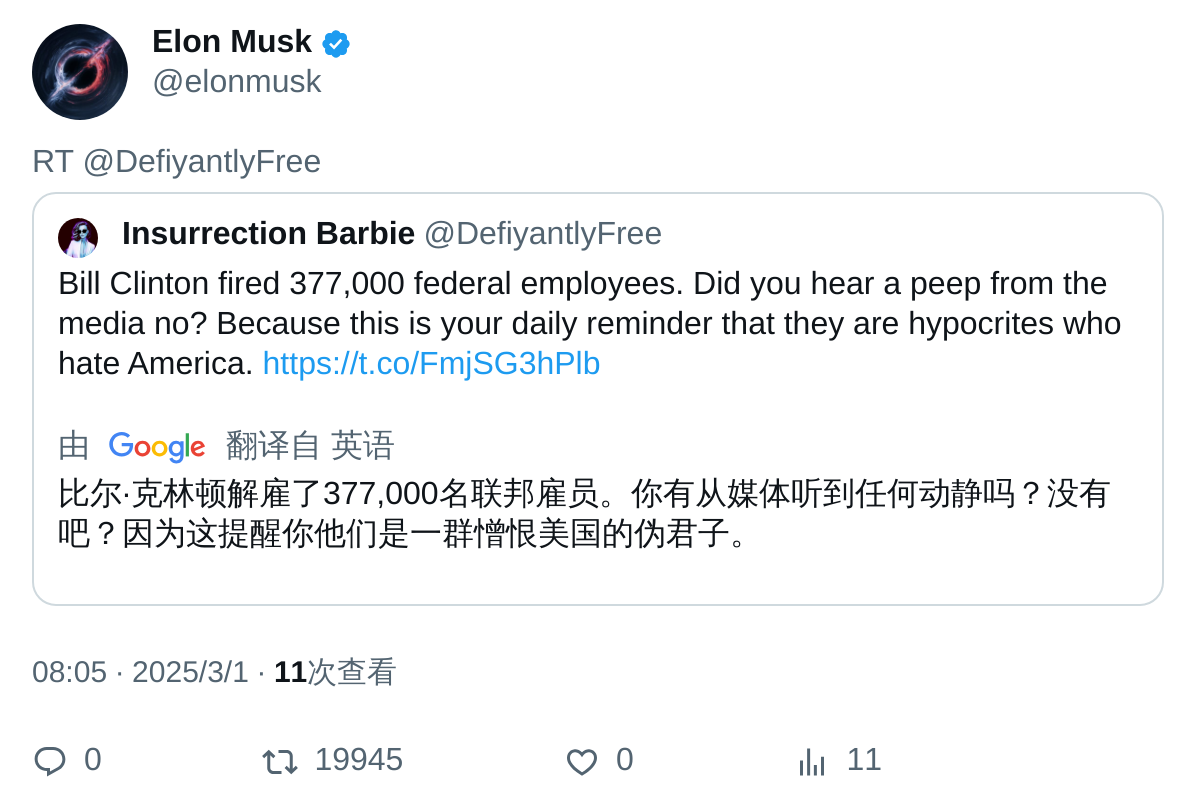 Elon Musk
@elonmusk
RT @DefiyantlyFree
Insurrection Barbie @DefiyantlyFree
Bill Clinton fired 377,000 federal employees. Did you hear a peep from the
media no? Because this is your daily reminder that they are hypocrites who
hate America. https://t.co/FmjSG3hPlb
由 Google 翻译自 英语
比尔·克林顿解雇了377,000名联邦雇员。你有从媒体听到任何动静吗？没有
吧？因为这提醒你他们是一群憎恨美国的伪君子。
08:05 · 2025/3/1 · 11次查看
0 19945 0 11